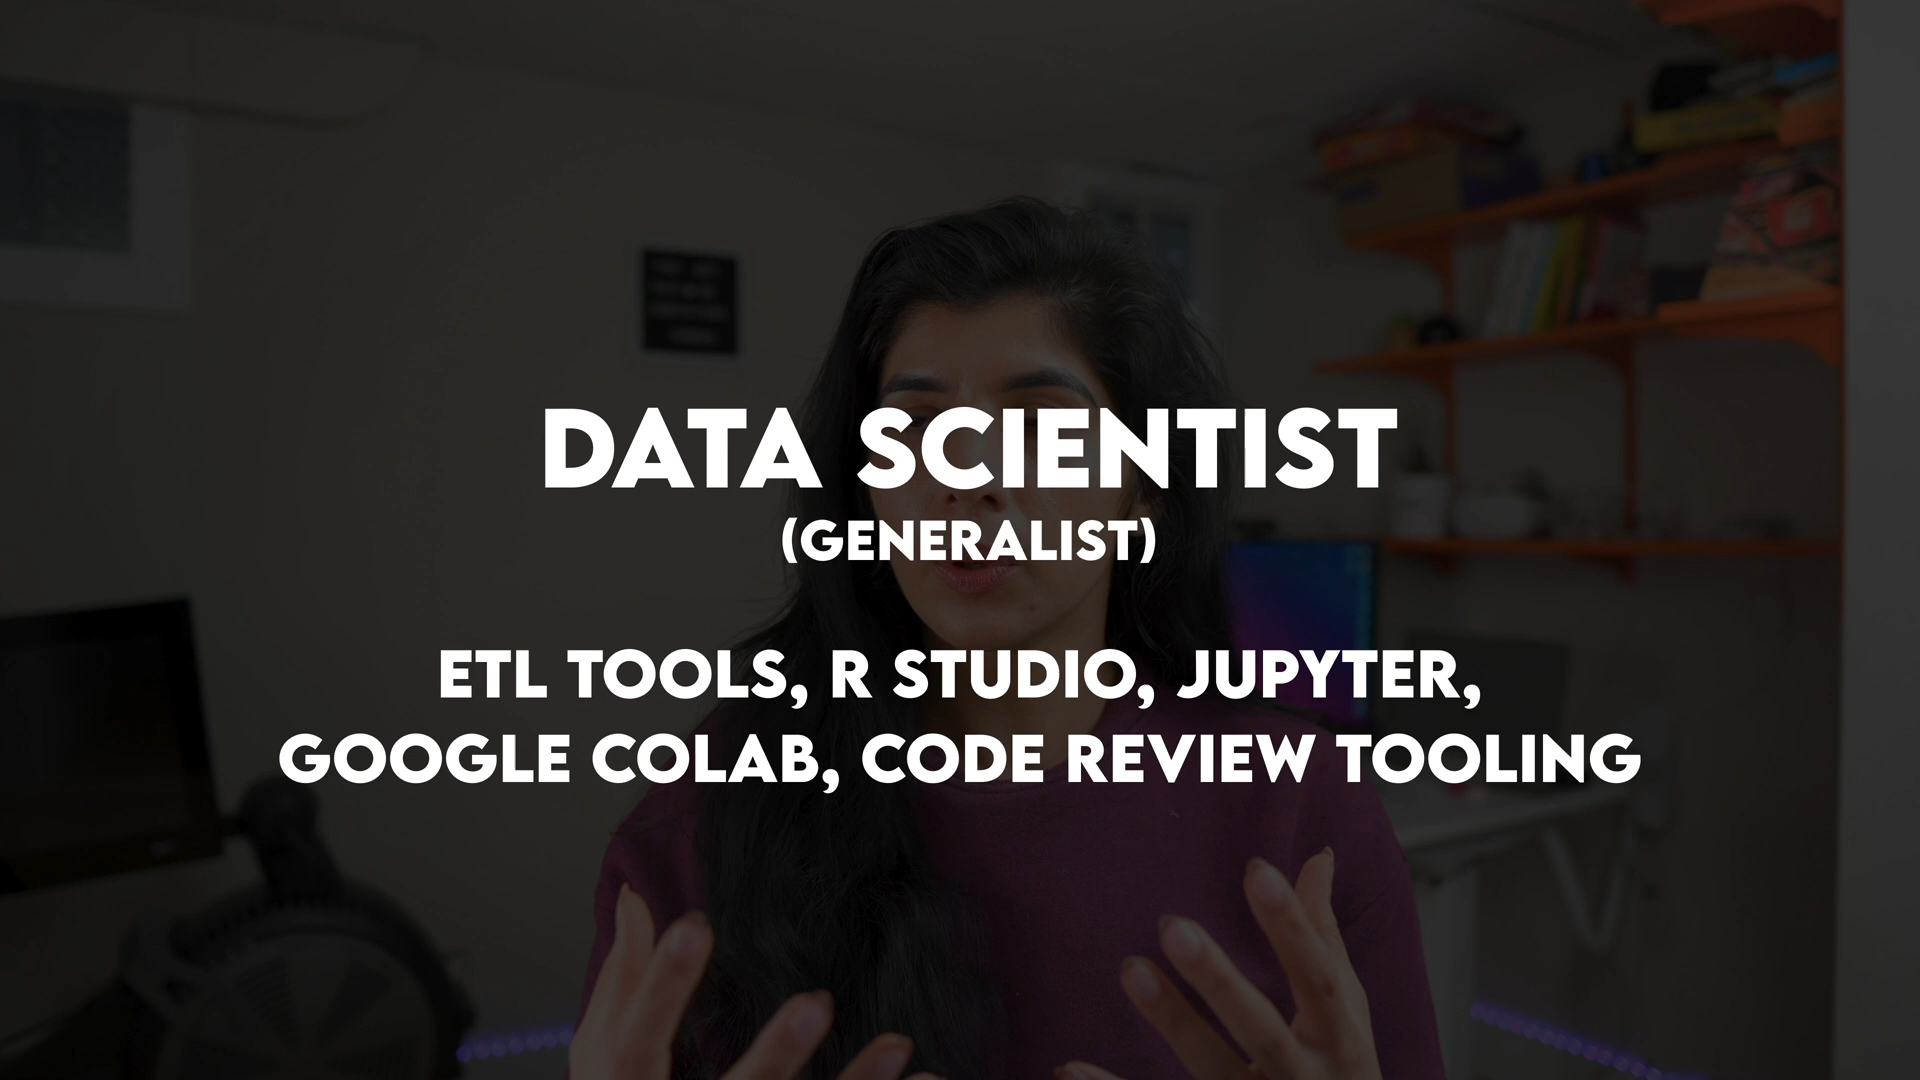 DATA SCIENTIST
(GENERALIST)
ETL TOOLS, R STUDIO, JUPYTER,
GOOGLE COLAB, CODE REVIEW TOOLING